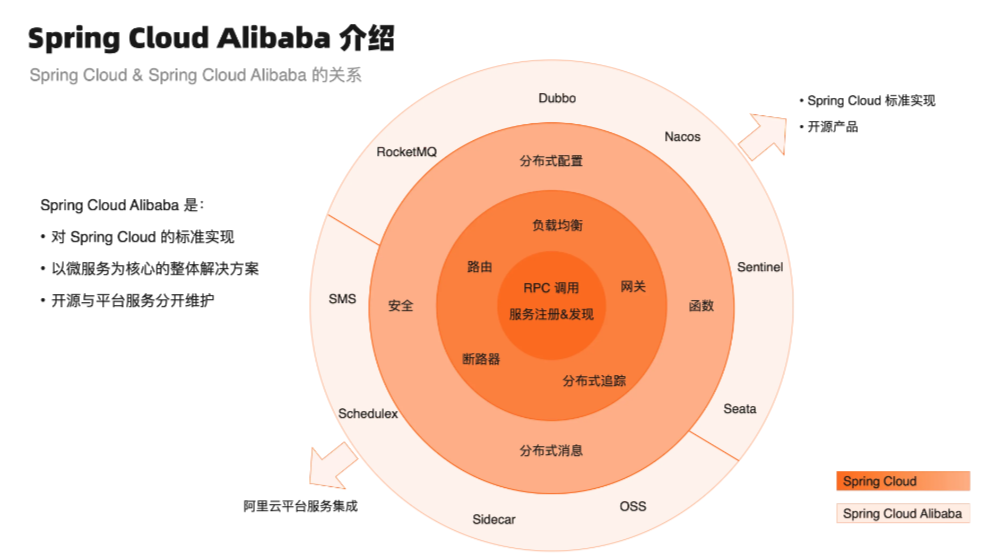 Spring Cloud Alibaba 介绍
Spring Cloud & Spring Cloud Alibaba 的关系
Spring Cloud Alibaba 是：
• 对 Spring Cloud 的标准实现
• 以微服务为核心的整体解决方案
• 开源与平台服务分开维护
Dubbo
Nacos
RocketMQ
Sentinel
Seata
SMS
Schedulex
Sidecar
OSS
分布式配置
安全
函数
分布式消息
负载均衡
路由
网关
断路器
分布式追踪
RPC 调用
服务注册&发现
• Spring Cloud 标准实现
• 开源产品
阿里云平台服务集成
Spring Cloud
Spring Cloud Alibaba